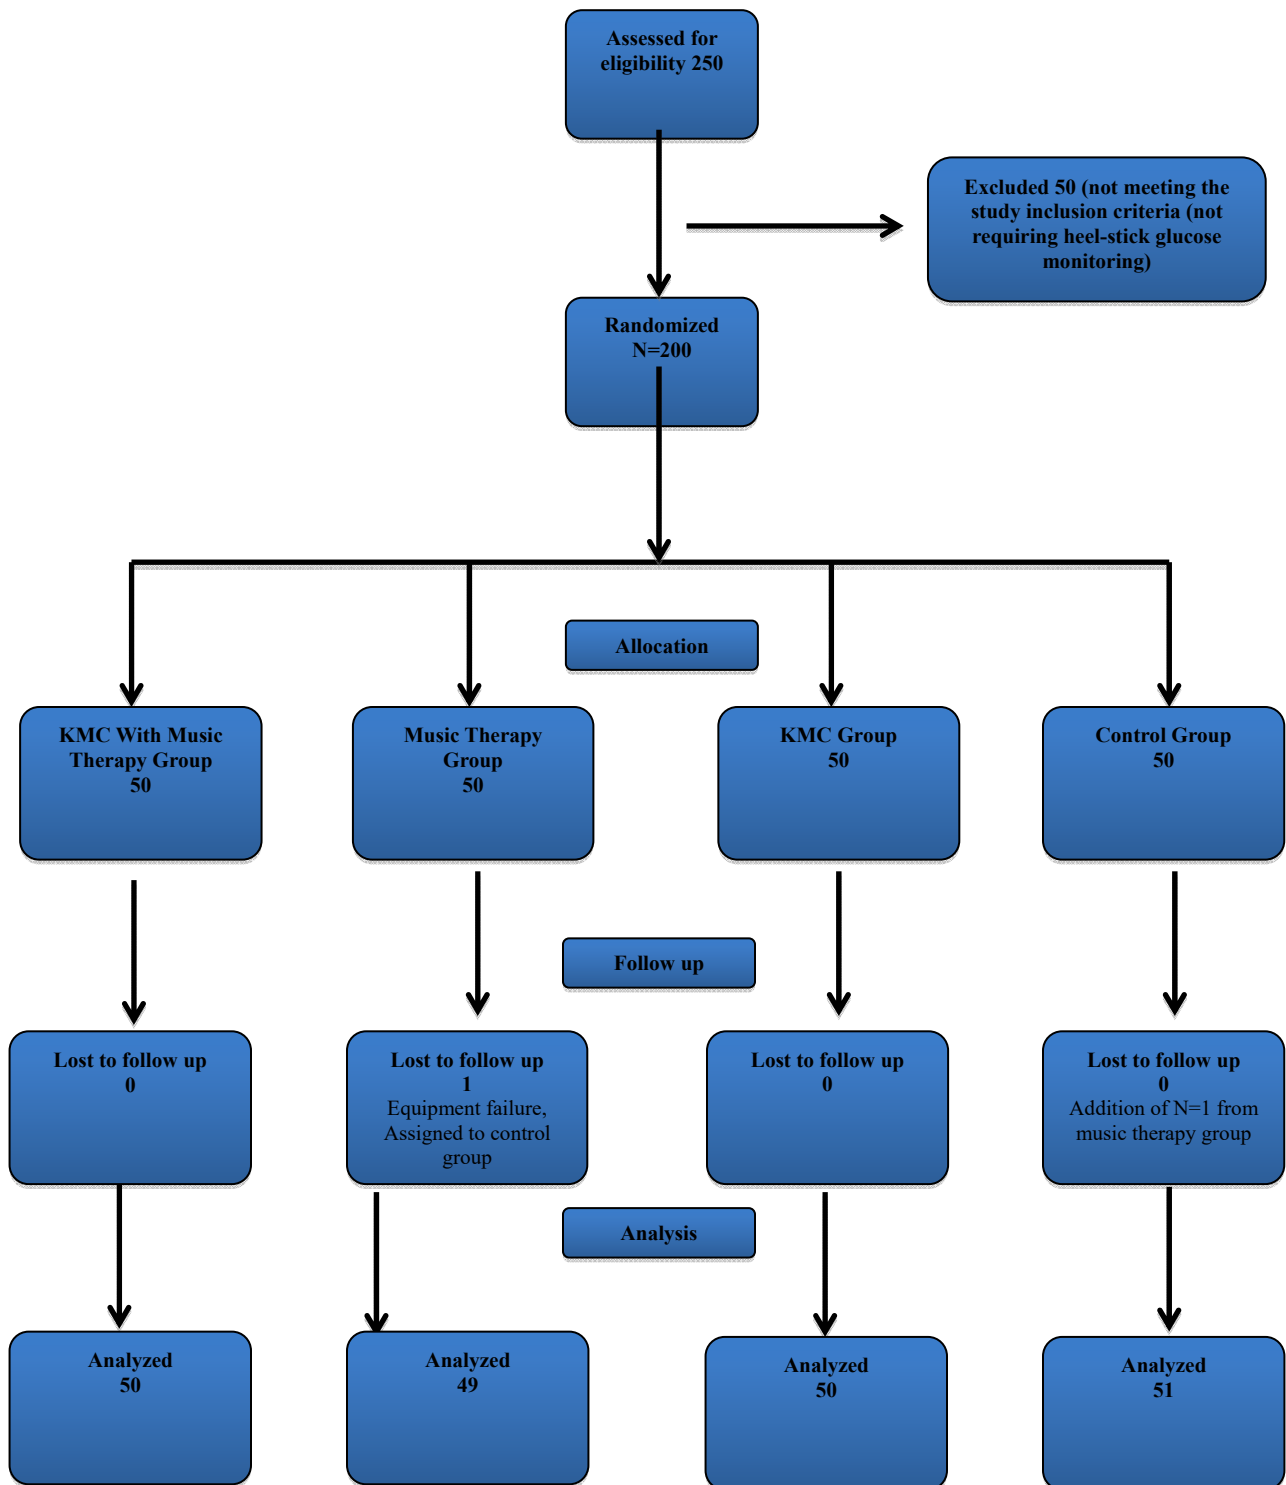 Assessed for
eligibility 250
Excluded 50 (not meeting the
study inclusion criteria (not
requiring heel-stick glucose
monitoring)
Randomized
N=200
Allocation
KMC With Music
Therapy Group
50
Music Therapy
Group
50
KMC Group
50
Control Group
50
Follow up
Lost to follow up
0
Lost to follow up
1
Equipment failure,
Assigned to control
group
Lost to follow up
0
Lost to follow up
0
Addition of N=1 from
music therapy group
Analysis
Analyzed
50
Analyzed
49
Analyzed
50
Analyzed
51